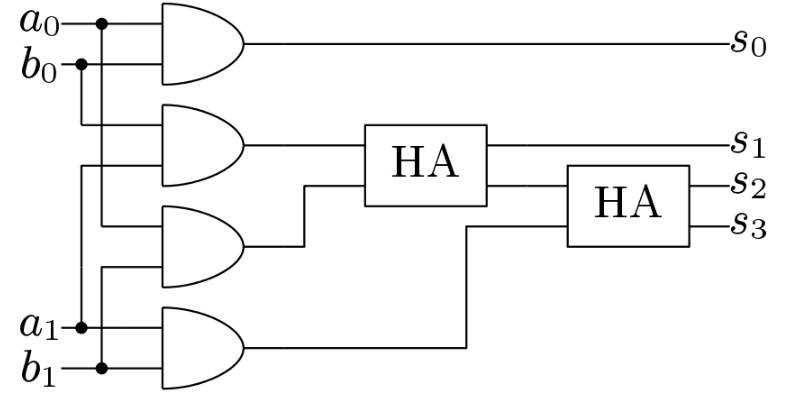 a₀
b₀
s₀
HA
s₁
HA
s₂
s₃
a₁
b₁